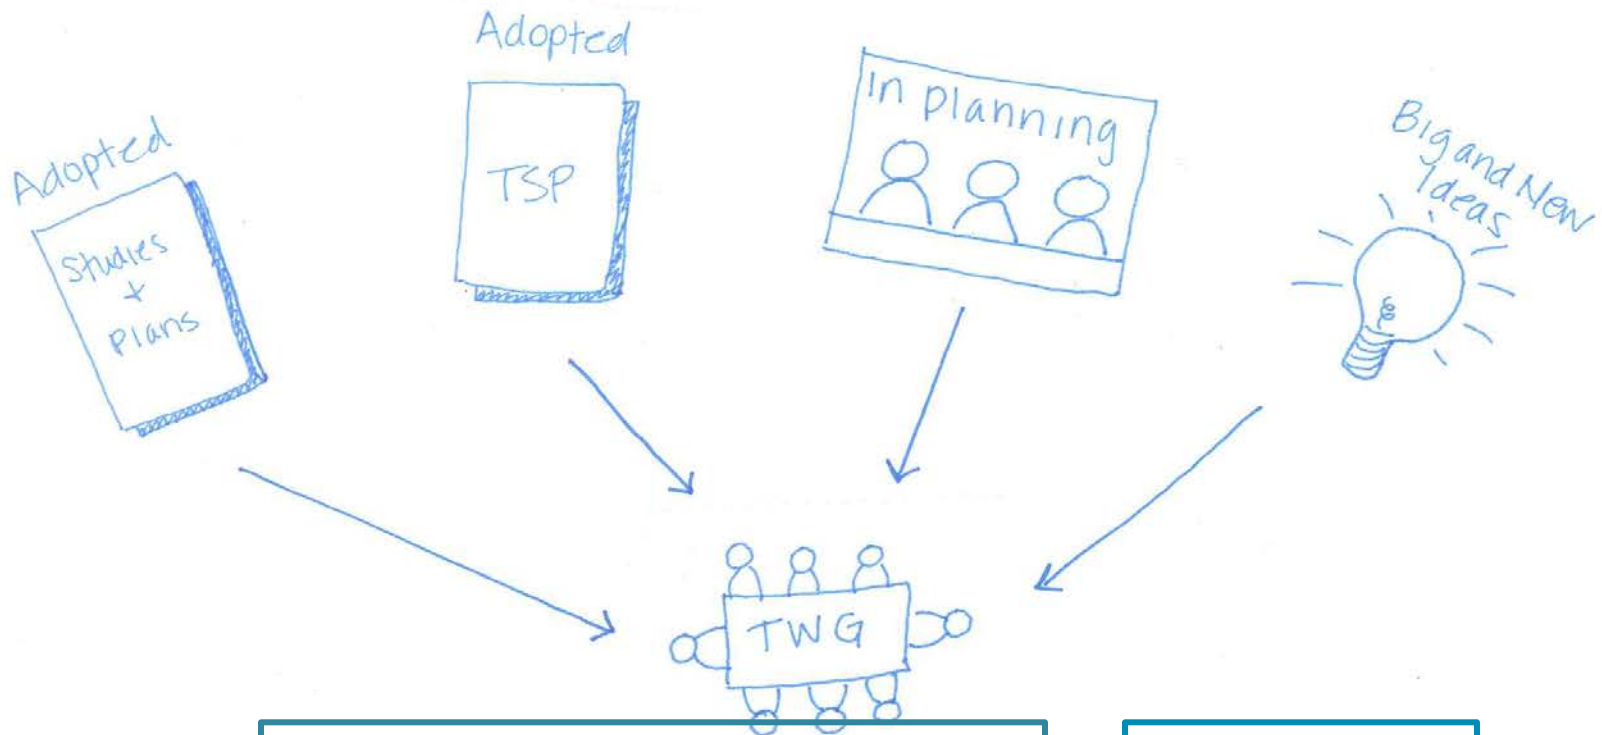 Adopted
Studies
+
Plans
Adopted
TSP
In planning
Big and New
Ideas
TWG